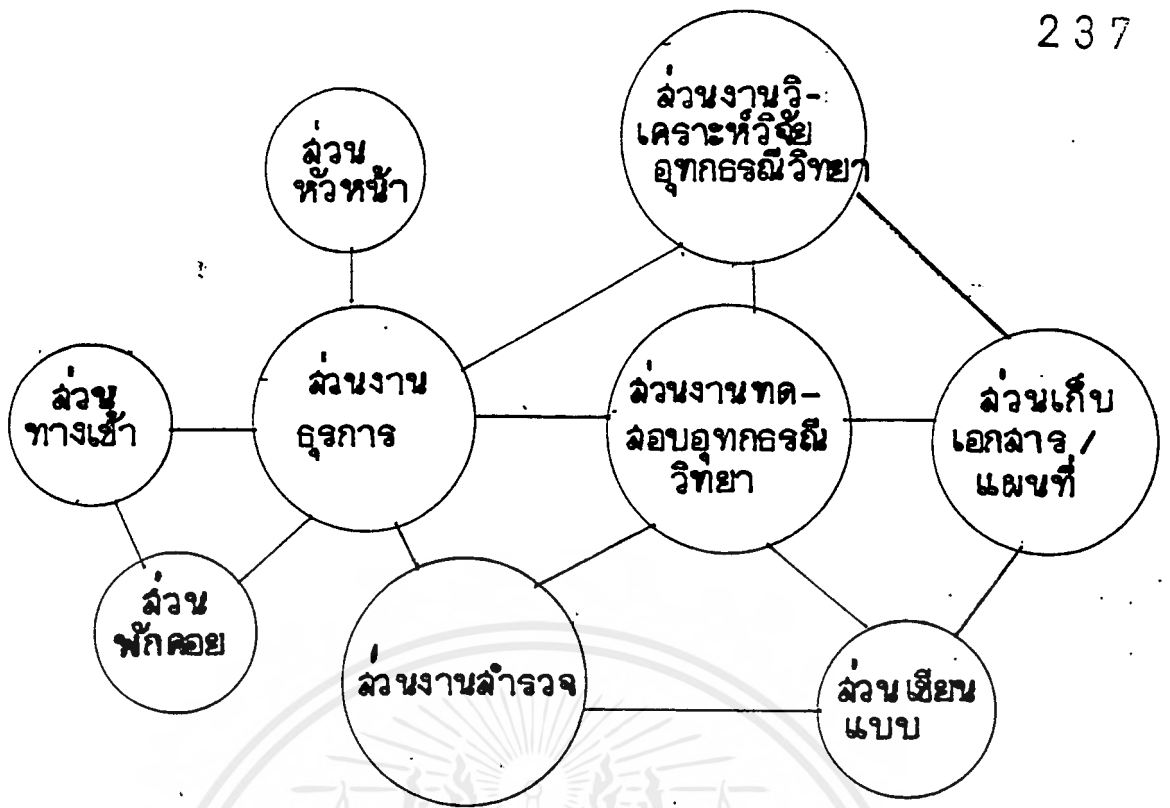 237
ส่วนงานวิ-
เคราะห์วิจัย
อุทกธรณีวิทยา
ส่วน
หัวหน้า
ส่วน
ทางเข้า
ส่วนงาน
ธุรการ
ส่วนงานทด-
สอบอุทกธรณี
วิทยา
ส่วนเก็บ
เอกสาร /
แผนที่
ส่วน
พักคอย
ส่วนงานสำรวจ
ส่วนเขียน
แบบ